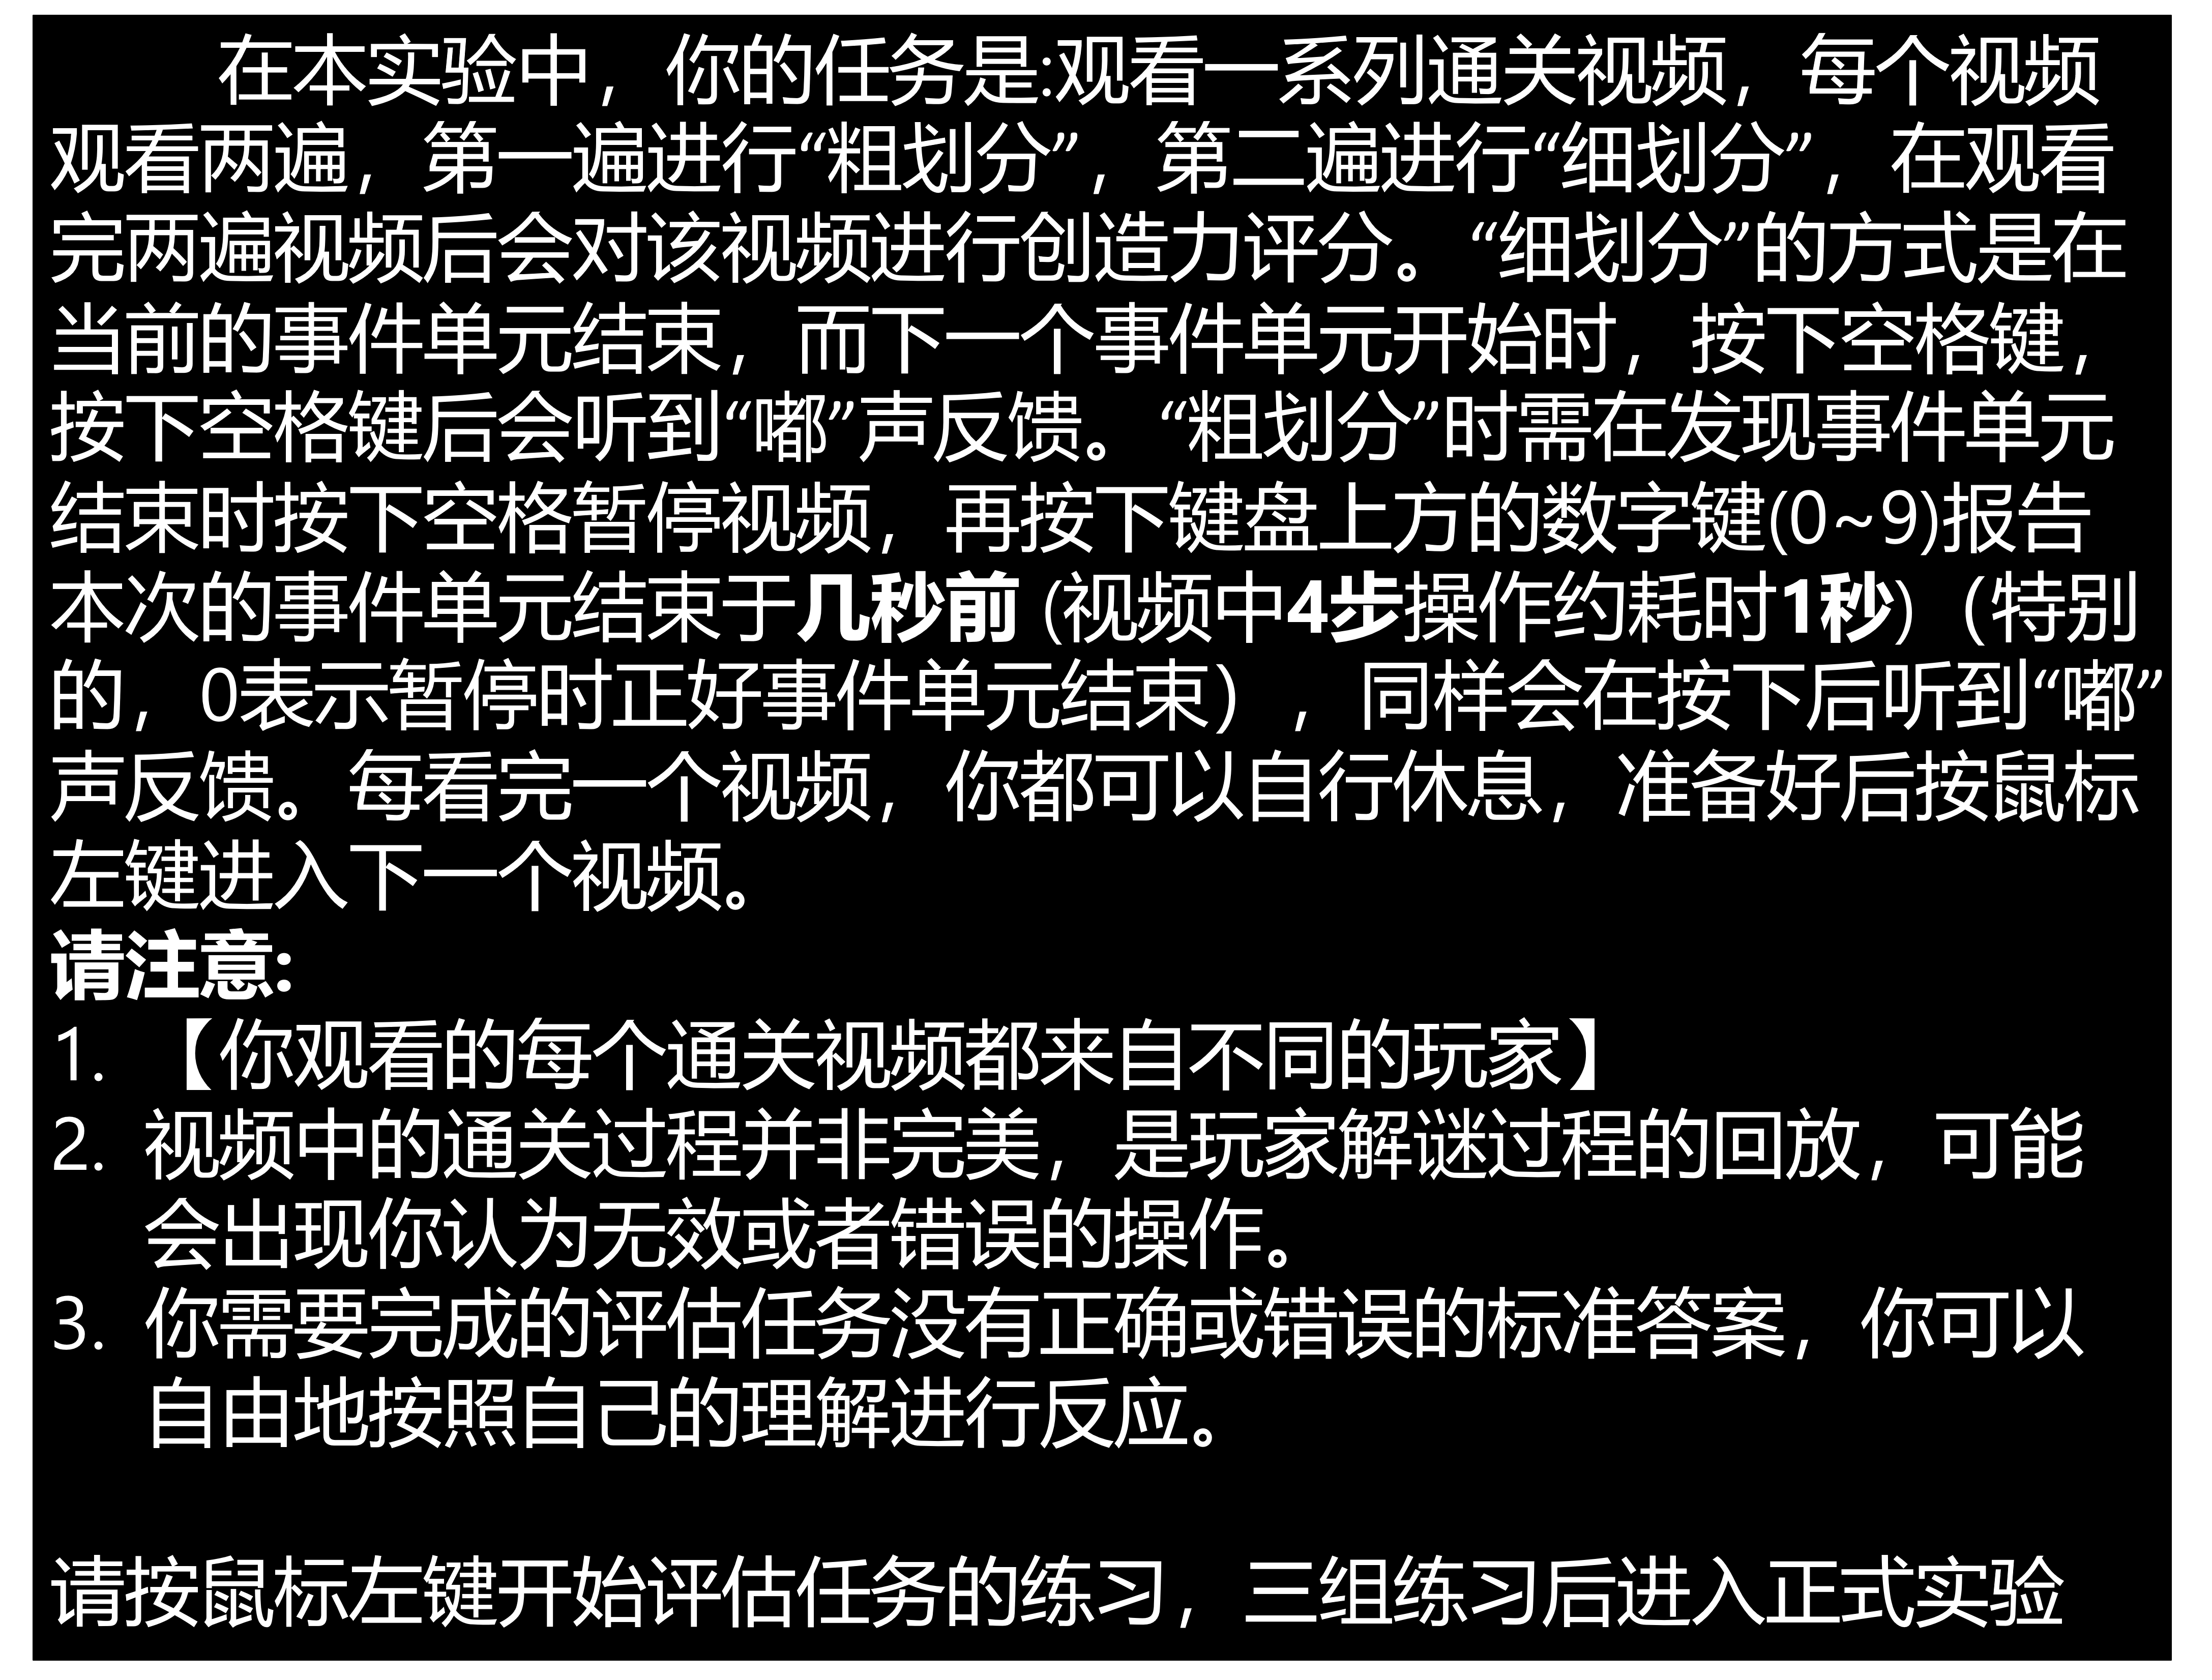 在本实验中，你的任务是:观看一系列通关视频，每个视频
观看两遍，第一遍进行“粗划分”，第二遍进行“细划分”，在观看
完两遍视频后会对该视频进行创造力评分。“细划分”的方式是在
当前的事件单元结束，而下一个事件单元开始时，按下空格键，
按下空格键后会听到“嘟”声反馈。“粗划分”时需在发现事件单元
结束时按下空格暂停视频，再按下键盘上方的数字键(0~9)报告
本次的事件单元结束于几秒前 (视频中4步操作约耗时1秒) (特别
的，0表示暂停时正好事件单元结束），同样会在按下后听到“嘟”
声反馈。每看完一个视频，你都可以自行休息，准备好后按鼠标
左键进入下一个视频。
请注意:
1. 【你观看的每个通关视频都来自不同的玩家】
2. 视频中的通关过程并非完美，是玩家解谜过程的回放，可能
会出现你认为无效或者错误的操作。
3. 你需要完成的评估任务没有正确或错误的标准答案，你可以
自由地按照自己的理解进行反应。
请按鼠标左键开始评估任务的练习，三组练习后进入正式实验